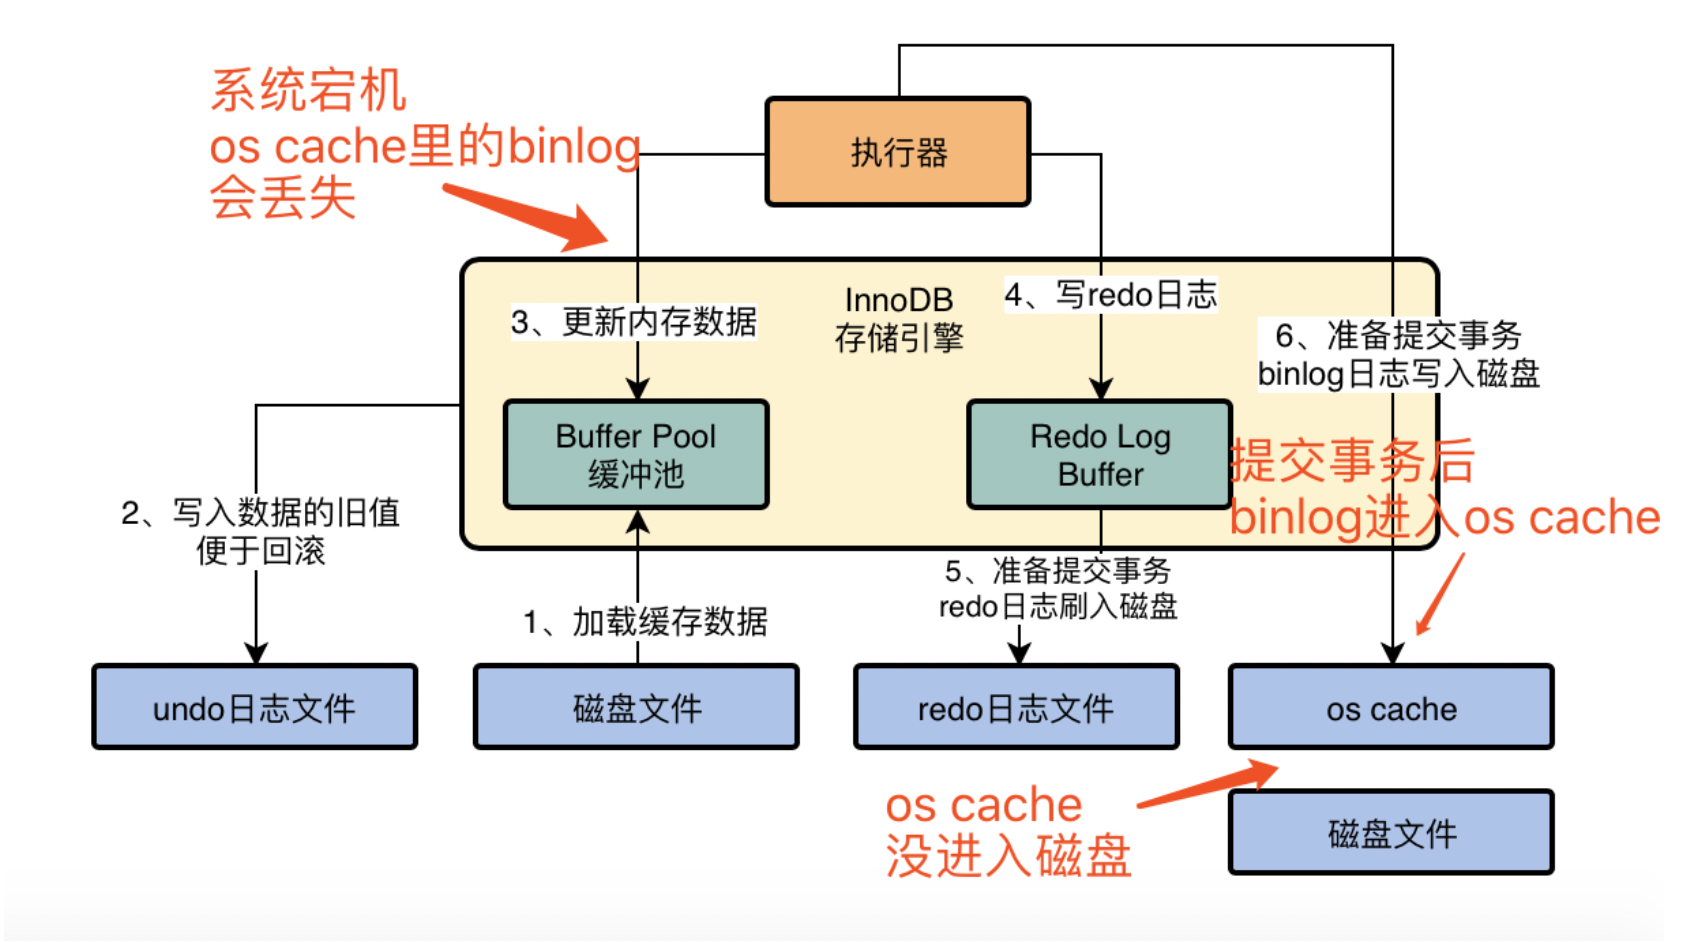 系统宕机
os cache里的binlog
会丢失
执行器
InnoDB
存储引擎
3、更新内存数据
4、写redo日志
6、准备提交事务
binlog日志写入磁盘
Buffer Pool
缓冲池
Redo Log
Buffer
提交事务后
binlog进入os cache
2、写入数据的旧值
便于回滚
1、加载缓存数据
5、准备提交事务
redo日志刷入磁盘
undo日志文件
磁盘文件
redo日志文件
os cache
os cache
没进入磁盘
磁盘文件